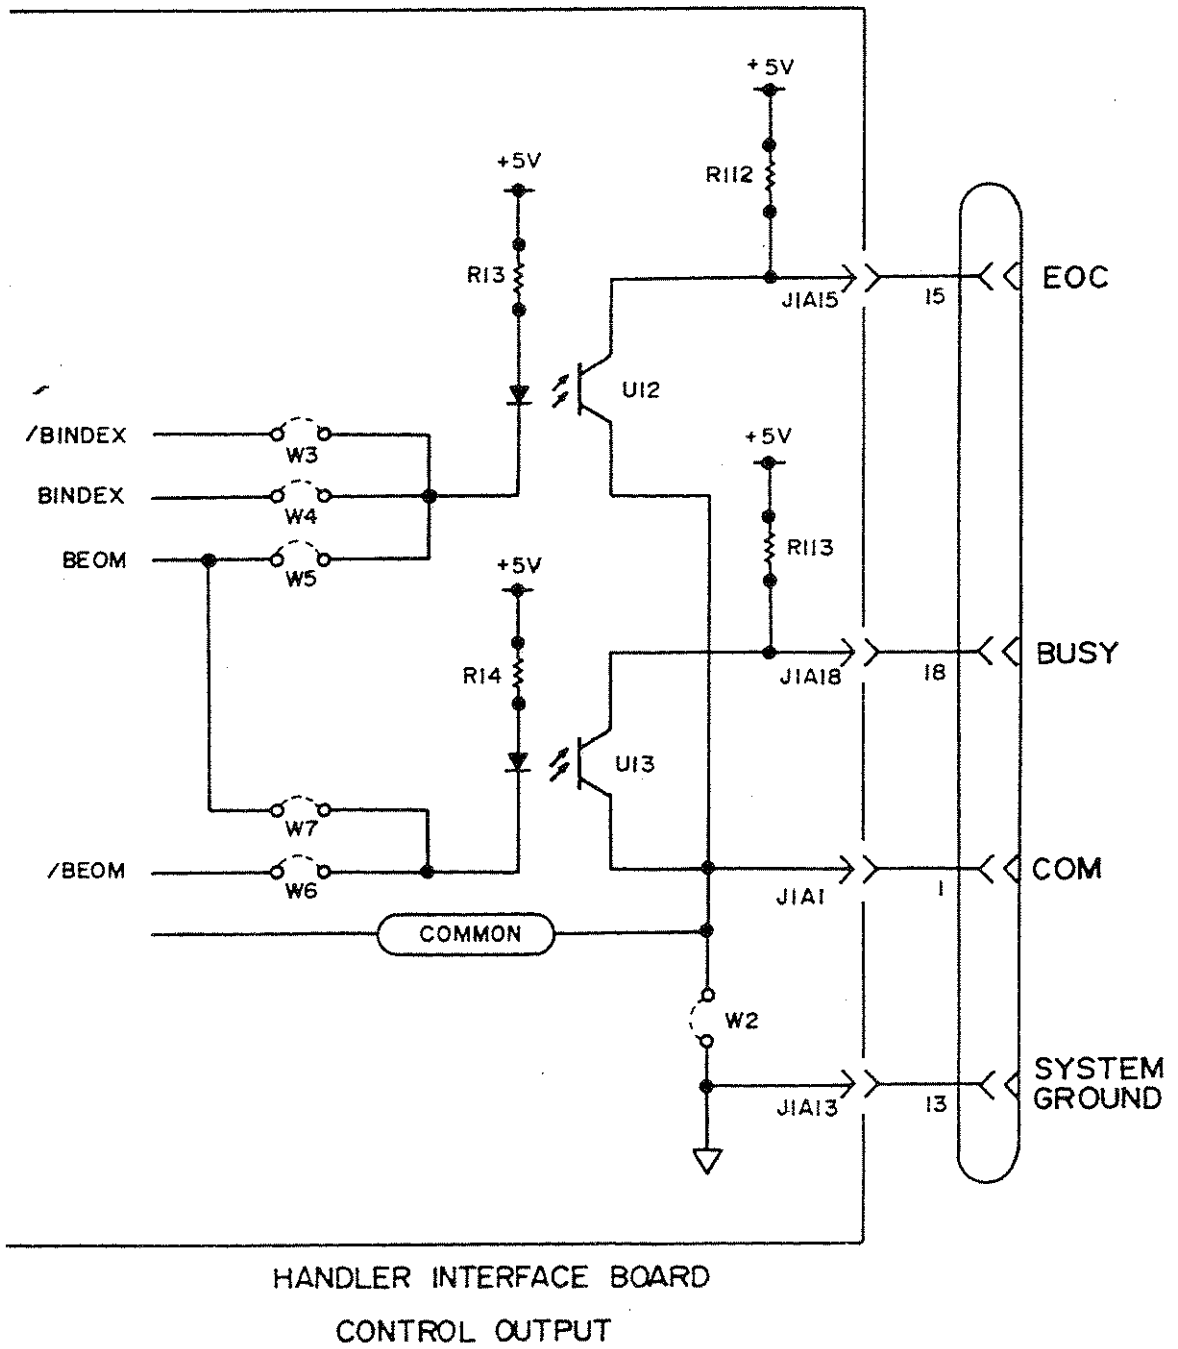 +5V
+5V
R112
R13
EOC
J1A15
15
U12
/BINDEX
W3
+5V
BINDEX
W4
R113
BEOM
W5
+5V
BUSY
R14
J1A18
18
U13
W7
/BEOM
W6
COM
J1A1
1
COMMON
W2
SYSTEM
GROUND
J1A13
13
HANDLER INTERFACE BOARD
CONTROL OUTPUT